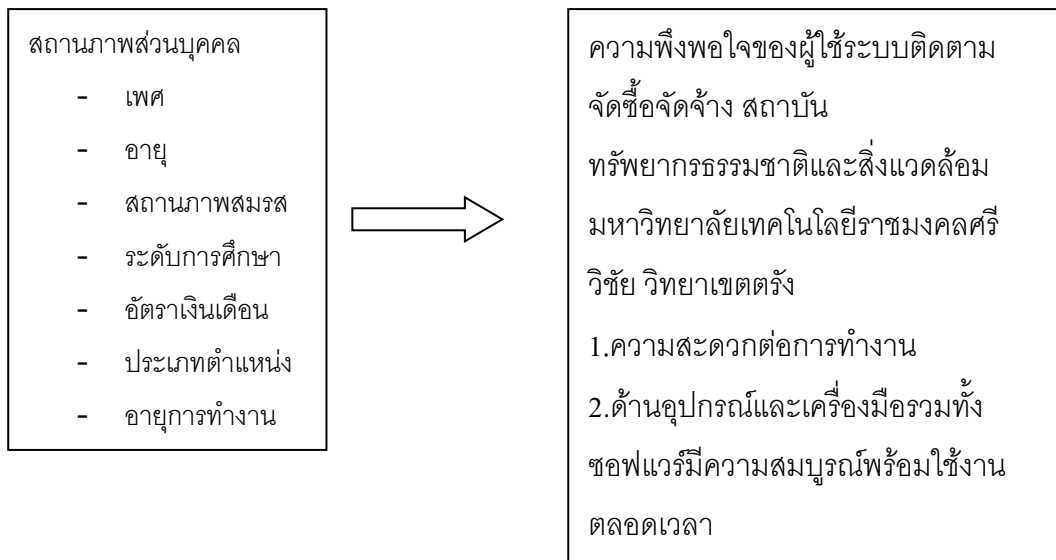 สถานภาพส่วนบุคคล
- เพศ
- อายุ
- สถานภาพสมรส
- ระดับการศึกษา
- อัตราเงินเดือน
- ประเภทตำแหน่ง
- อายุการทำงาน
ความพึงพอใจของผู้ใช้ระบบติดตาม
จัดซื้อจัดจ้าง สถาบัน
ทรัพยากรธรรมชาติและสิ่งแวดล้อม
มหาวิทยาลัยเทคโนโลยีราชมงคลศรี
วิชัย วิทยาเขตตรัง
1.ความสะดวกต่อการทำงาน
2.ด้านอุปกรณ์และเครื่องมือรวมทั้ง
ซอฟแวร์มีความสมบูรณ์พร้อมใช้งาน
ตลอดเวลา